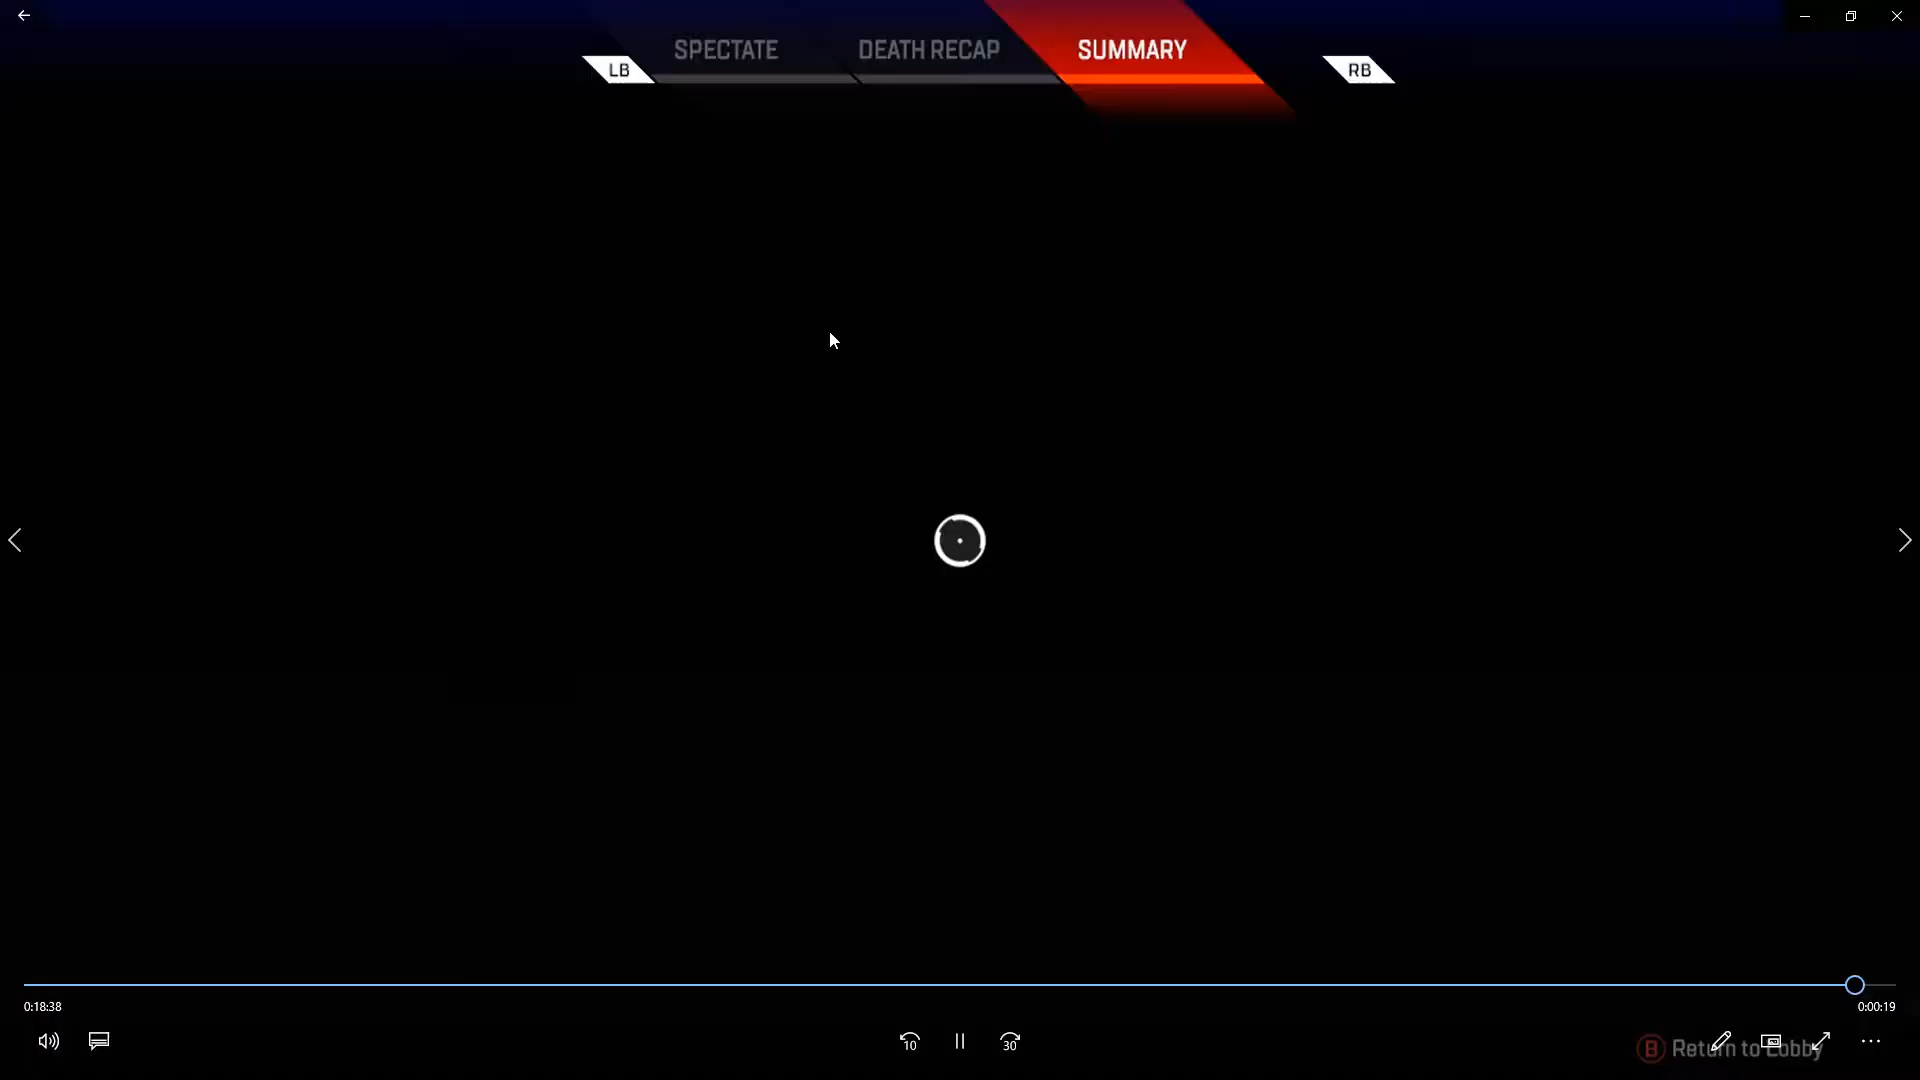 SPECTATE
DEATH RECAP
SUMMARY
LB
RB
0:18:38
0:00:19
10
30
B Return to Lobby